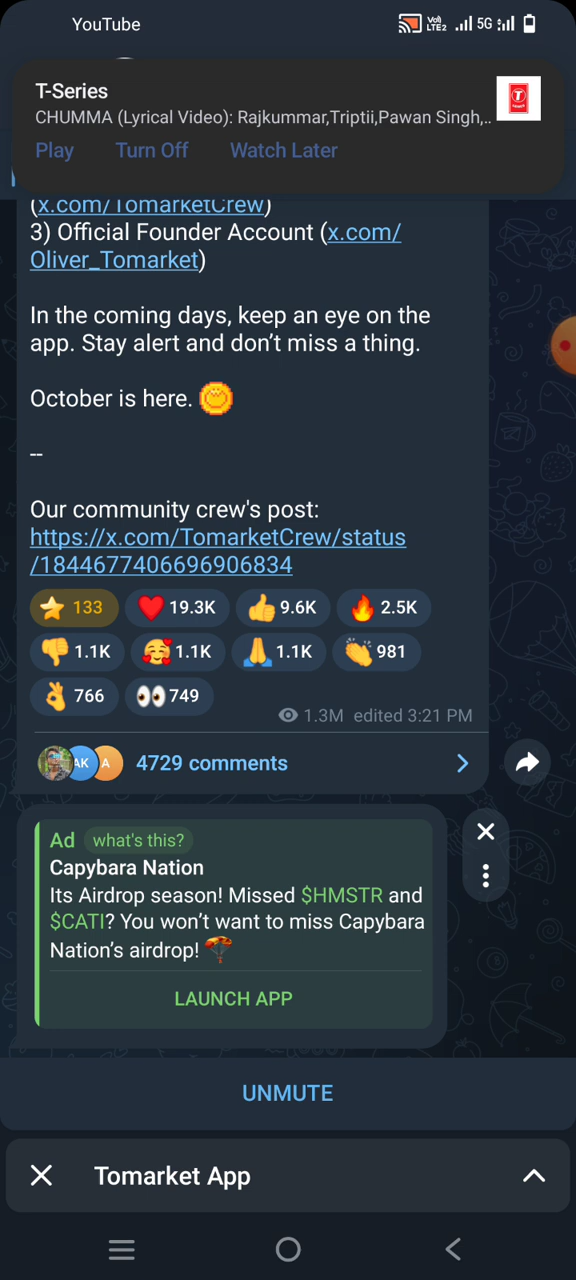 YouTube
Vo)
LTE2
5G
T-Series
CHUMMA (Lyrical Video): Rajkummar,Triptii,Pawan Singh,..
Play Turn Off Watch Later
(x.com/TomarketCrew)
3) Official Founder Account (x.com/
Oliver_Tomarket)
In the coming days, keep an eye on the
app. Stay alert and don’t miss a thing.
October is here.
--
Our community crew's post:
https://x.com/TomarketCrew/status
/1844677406696906834
133 19.3K 9.6K 2.5K
1.1K 1.1K 1.1K 981
766 749
1.3M edited 3:21 PM
AK A 4729 comments
Ad what's this?
Capybara Nation
Its Airdrop season! Missed $HMSTR and
$CATI? You won’t want to miss Capybara
Nation’s airdrop!
LAUNCH APP
UNMUTE
Tomarket App